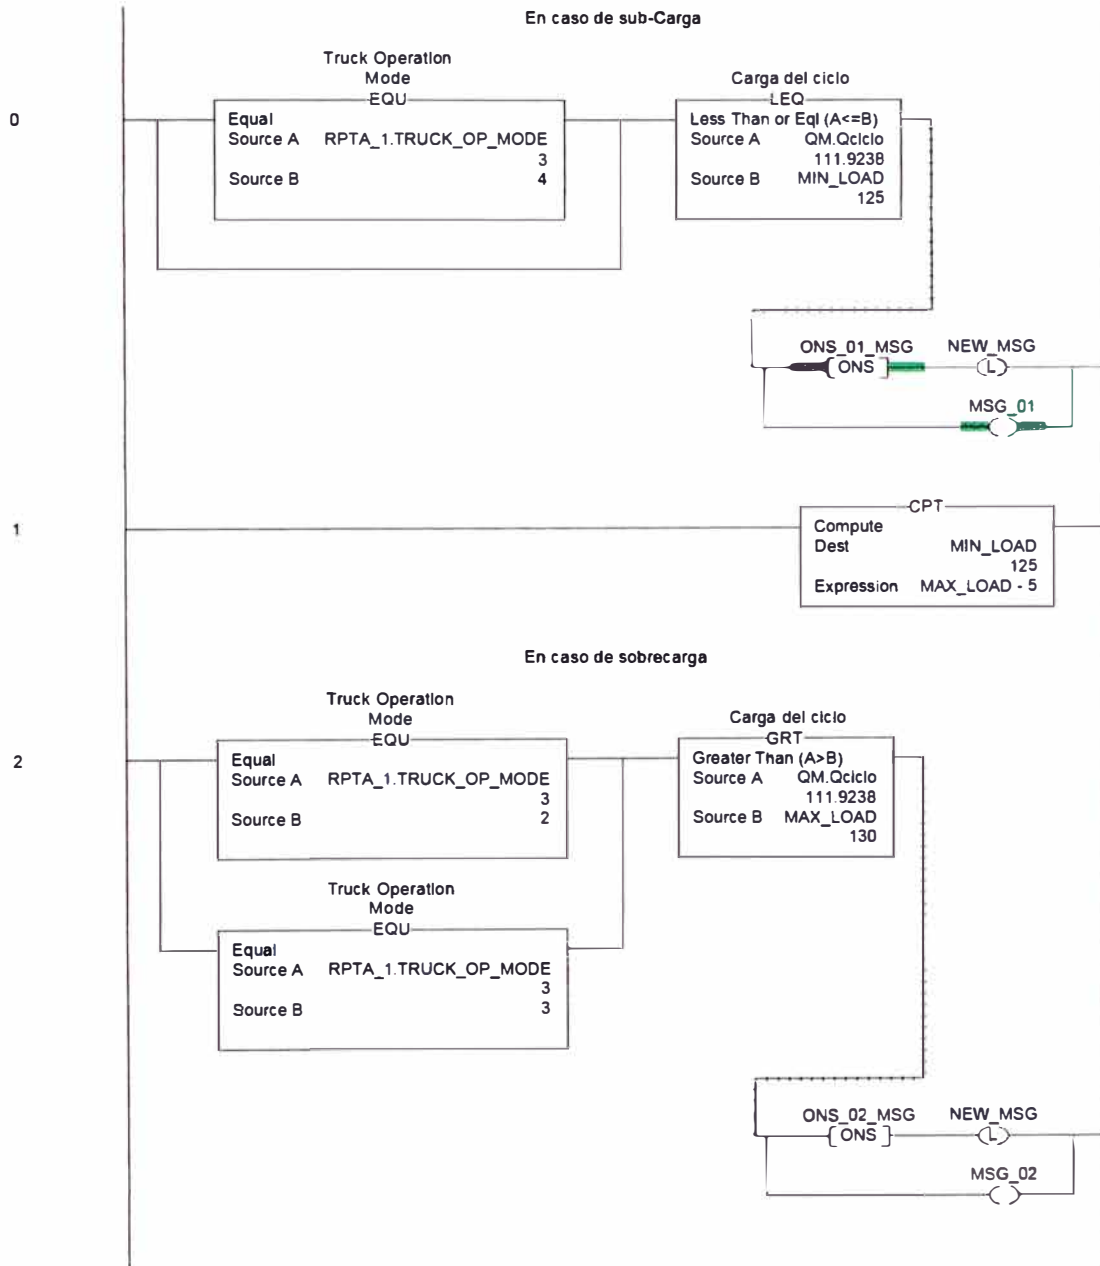 En caso de sub-Carga
Truck Operation
Mode
EQU
0
Equal
Source A RPTA_1.TRUCK_OP_MODE
3
Source B 4
Carga del ciclo
LEQ
Less Than or Eql (A<=B)
Source A QM.Qciclo
111.9238
Source B MIN_LOAD
125
ONS_01_MSG NEW_MSG
ONS L
MSG_01
1
CPT
Compute
Dest MIN_LOAD
125
Expression MAX_LOAD - 5
En caso de sobrecarga
Truck Operation
Mode
EQU
2
Equal
Source A RPTA_1.TRUCK_OP_MODE
3
Source B 2
Carga del ciclo
GRT
Greater Than (A>B)
Source A QM.Qciclo
111.9238
Source B MAX_LOAD
130
Truck Operation
Mode
EQU
Equal
Source A RPTA_1.TRUCK_OP_MODE
3
Source B 3
ONS_02_MSG NEW_MSG
ONS L
MSG_02